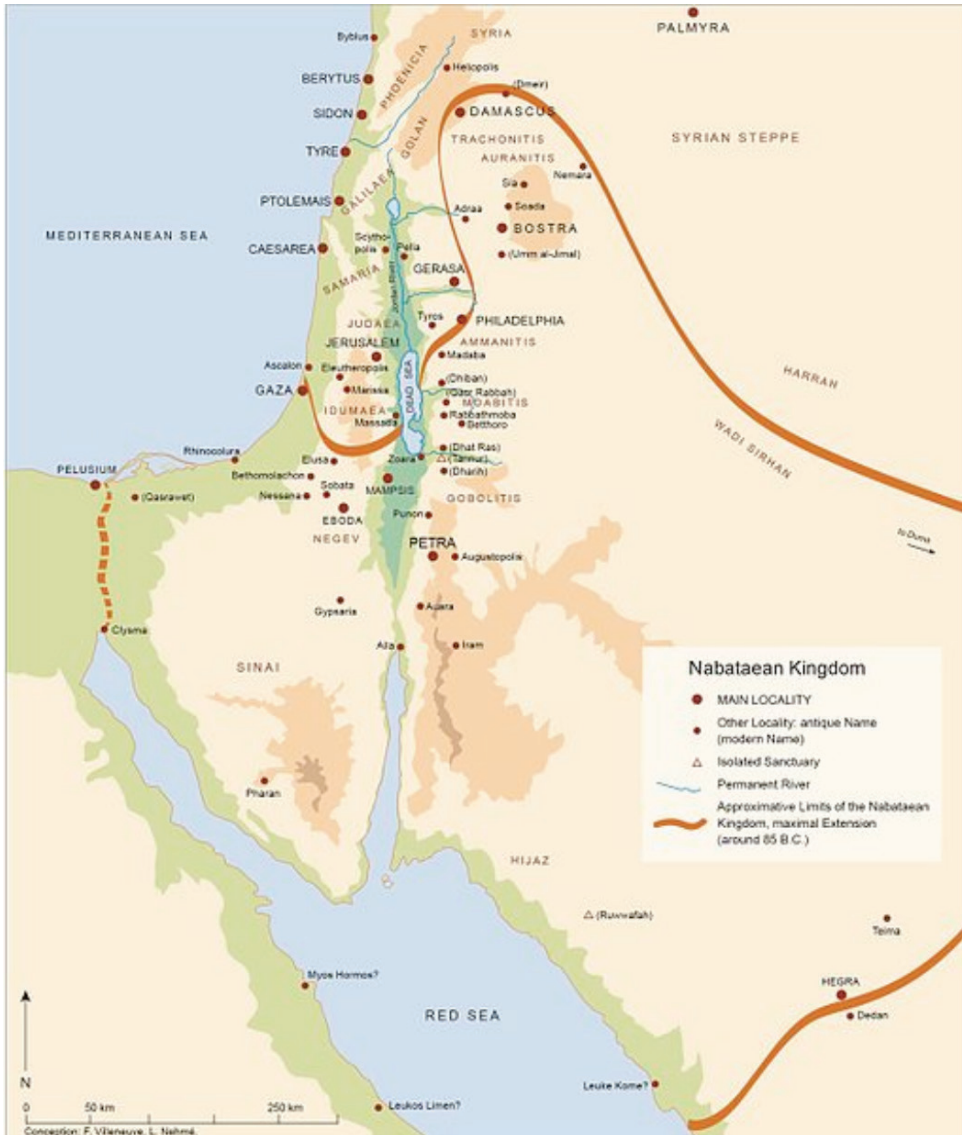 PALMYRA
SYRIA
Byblus
Heliopolis
BERYTUS
PHOENICIA
(Dmeir)
SIDON
DAMASCUS
GOLAN
TRACHONITIS
SYRIAN STEPPE
TYRE
AURANITIS
Nemara
GALILAEA
Sia
PTOLEMAIS
Soada
Adraa
BOSTRA
MEDITERRANEAN SEA
CAESAREA
Scytho-
polis
Pella
(Umm al-Jimal)
SAMARIA
Jordan River
GERASA
JUDAEA
Tyros
PHILADELPHIA
JERUSALEM
AMMANITIS
Ascalon
Eleutheropolis
Madaba
HARRAN
GAZA
Marissa
DEAD SEA
(Dhiban)
(Qasr Rabbah)
MOABITIS
IDUMAEA
Massada
Rabbathmoba
Betthoro
WADI SIRHAN
Rhinocolura
Elusa
Zoara
(Dhat Ras)
(Tannur)
PELUSIUM
Bethomolachon
(Dharih)
(Qasrawet)
Nessana
Sobata
MAMPSIS
GOBOLITIS
EBODA
Punon
NEGEV
PETRA
Augustopolis
to Duma
Gypsaria
Auara
Clysma
Aila
Iram
SINAI
Pharan
Nabataean Kingdom
MAIN LOCALITY
Other Locality: antique Name
(modern Name)
Isolated Sanctuary
Permanent River
Approximative Limits of the Nabataean
Kingdom, maximal Extension
(around 85 B.C.)
HIJAZ
(Ruwwafah)
Teima
Myos Hormos?
HEGRA
RED SEA
Dedan
Leuke Kome?
N
Leukos Limen?
0 50 km 250 km
Conception: F. Villeneuve, L. Nehmé.